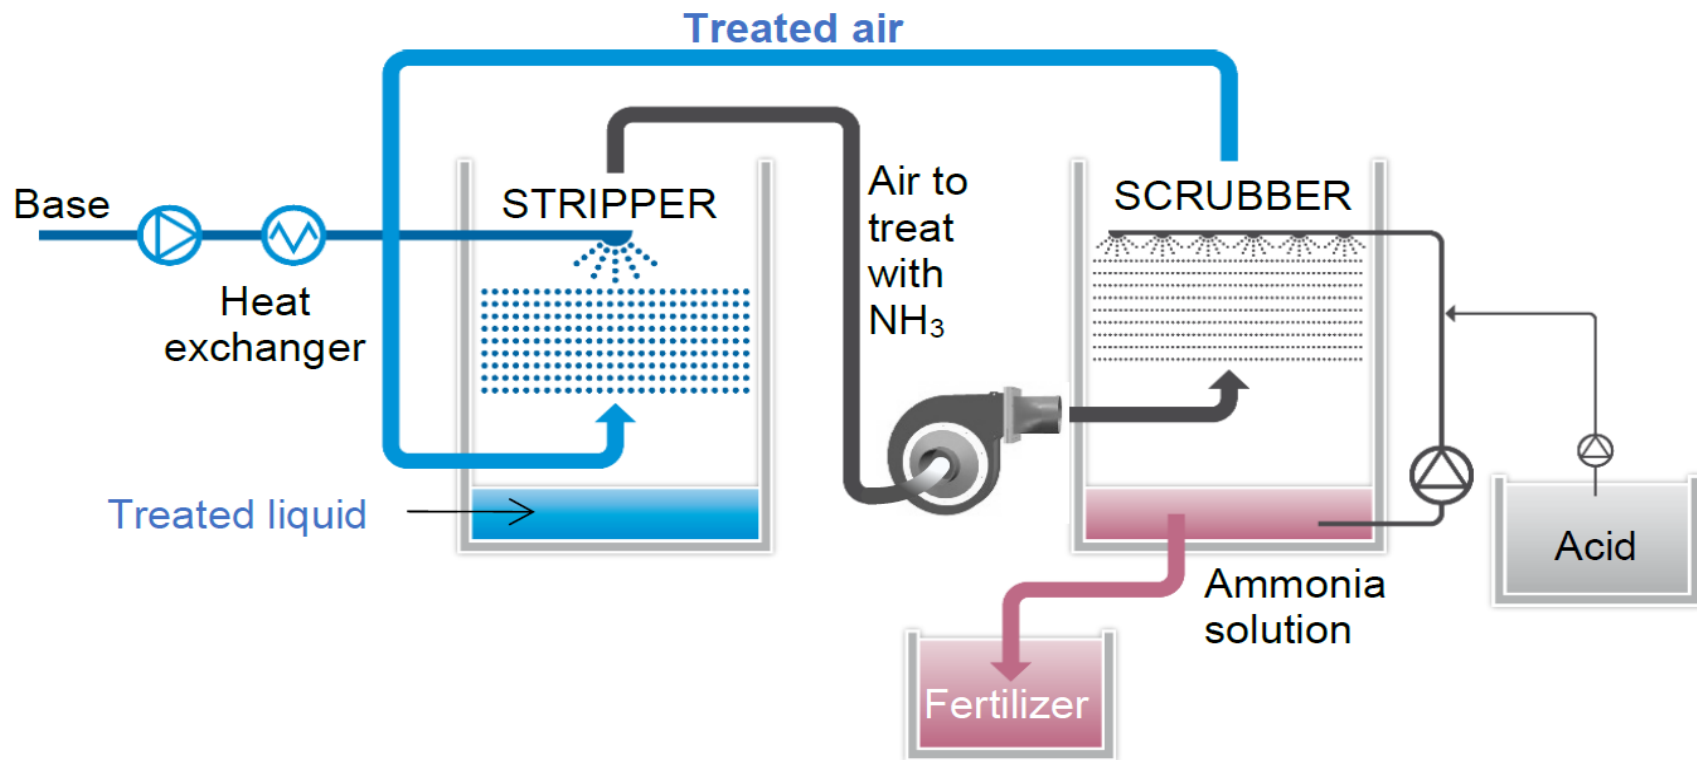 Treated air
Base
STRIPPER
Air to
treat
with
NH₃
SCRUBBER
Heat
exchanger
Treated liquid
Acid
Ammonia
solution
Fertilizer